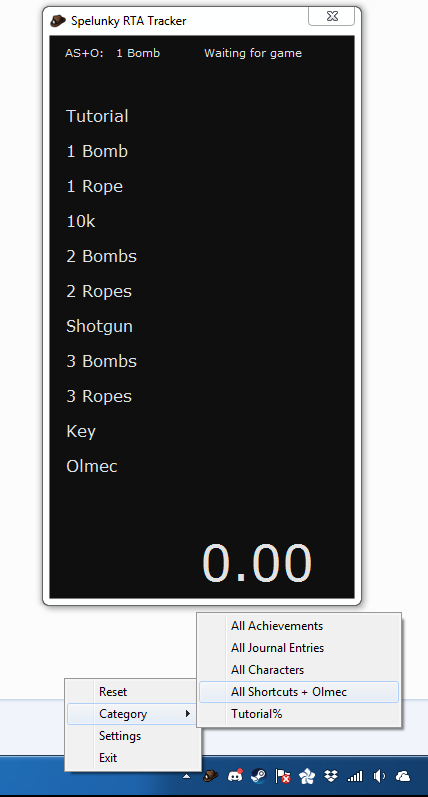 Spelunky RTA Tracker
AS+O: 1 Bomb Waiting for game
Tutorial
1 Bomb
1 Rope
10k
2 Bombs
2 Ropes
Shotgun
3 Bombs
3 Ropes
Key
Olmec
0.00
All Achievements
All Journal Entries
All Characters
All Shortcuts + Olmec
Tutorial%
Reset
Category
Settings
Exit